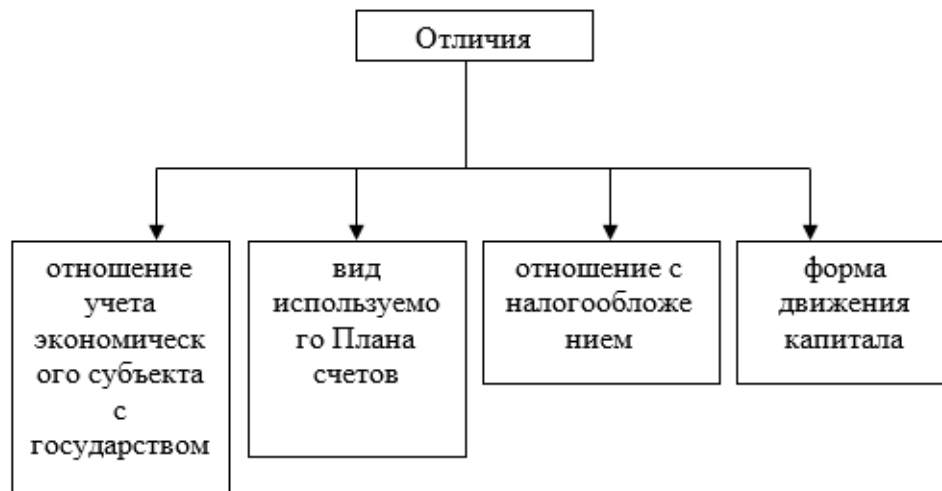 Отличия
отношение
учета
экономическ
ого субъекта
с
государством
вид
используемо
го Плана
счетов
отношение с
налогообложе
нием
форма
движения
капитала